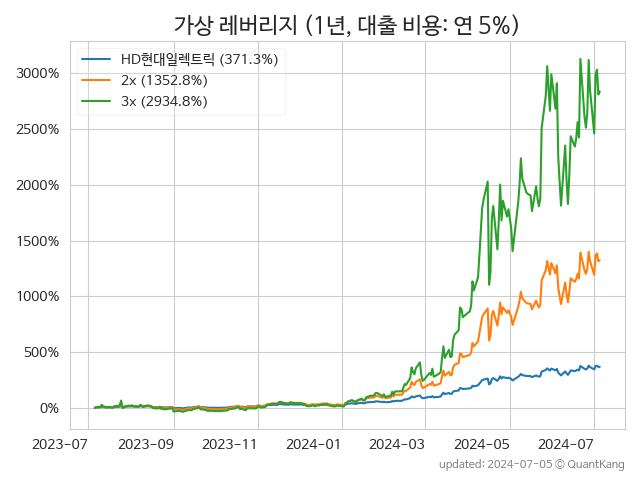 가상 레버리지 (1년, 대출 비용: 연 5%)
HD현대일렉트릭 (371.3%)
2x (1352.8%)
3x (2934.8%)
3000%
2500%
2000%
1500%
1000%
500%
0%
2023-07 2023-09 2023-11 2024-01 2024-03 2024-05 2024-07
updated: 2024-07-05 © QuantKang